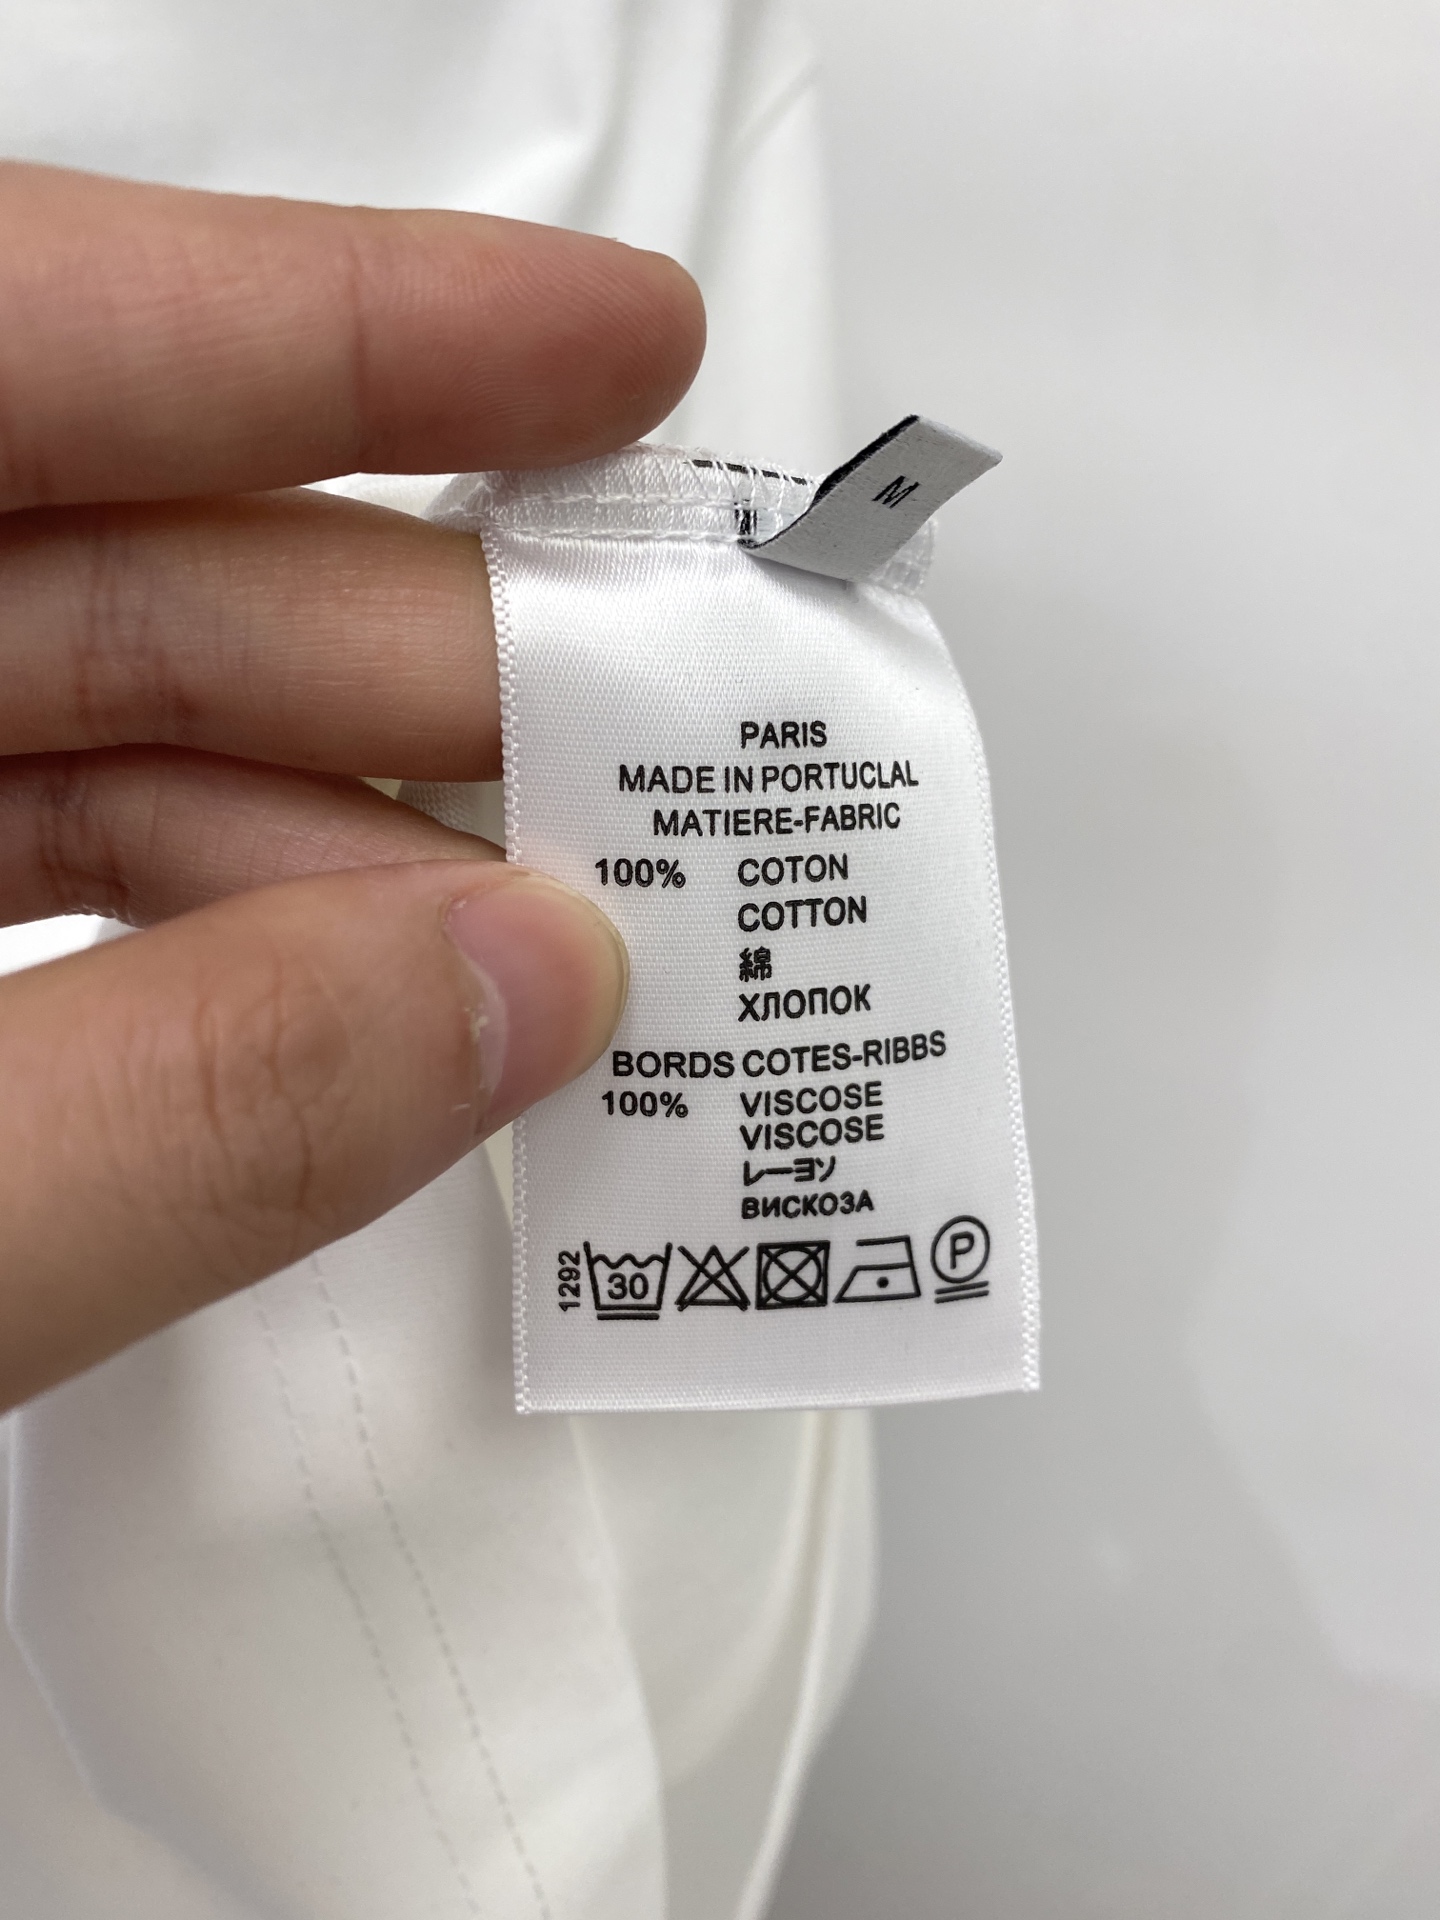 M
PARIS
MADE IN PORTUCLAL
MATIERE-FABRIC
100% COTON
COTTON
綿
ХЛОПОК
BORDS COTES-RIBBS
100% VISCOSE
VISCOSE
レーヨソ
ВИСКОЗА
1292 30 P